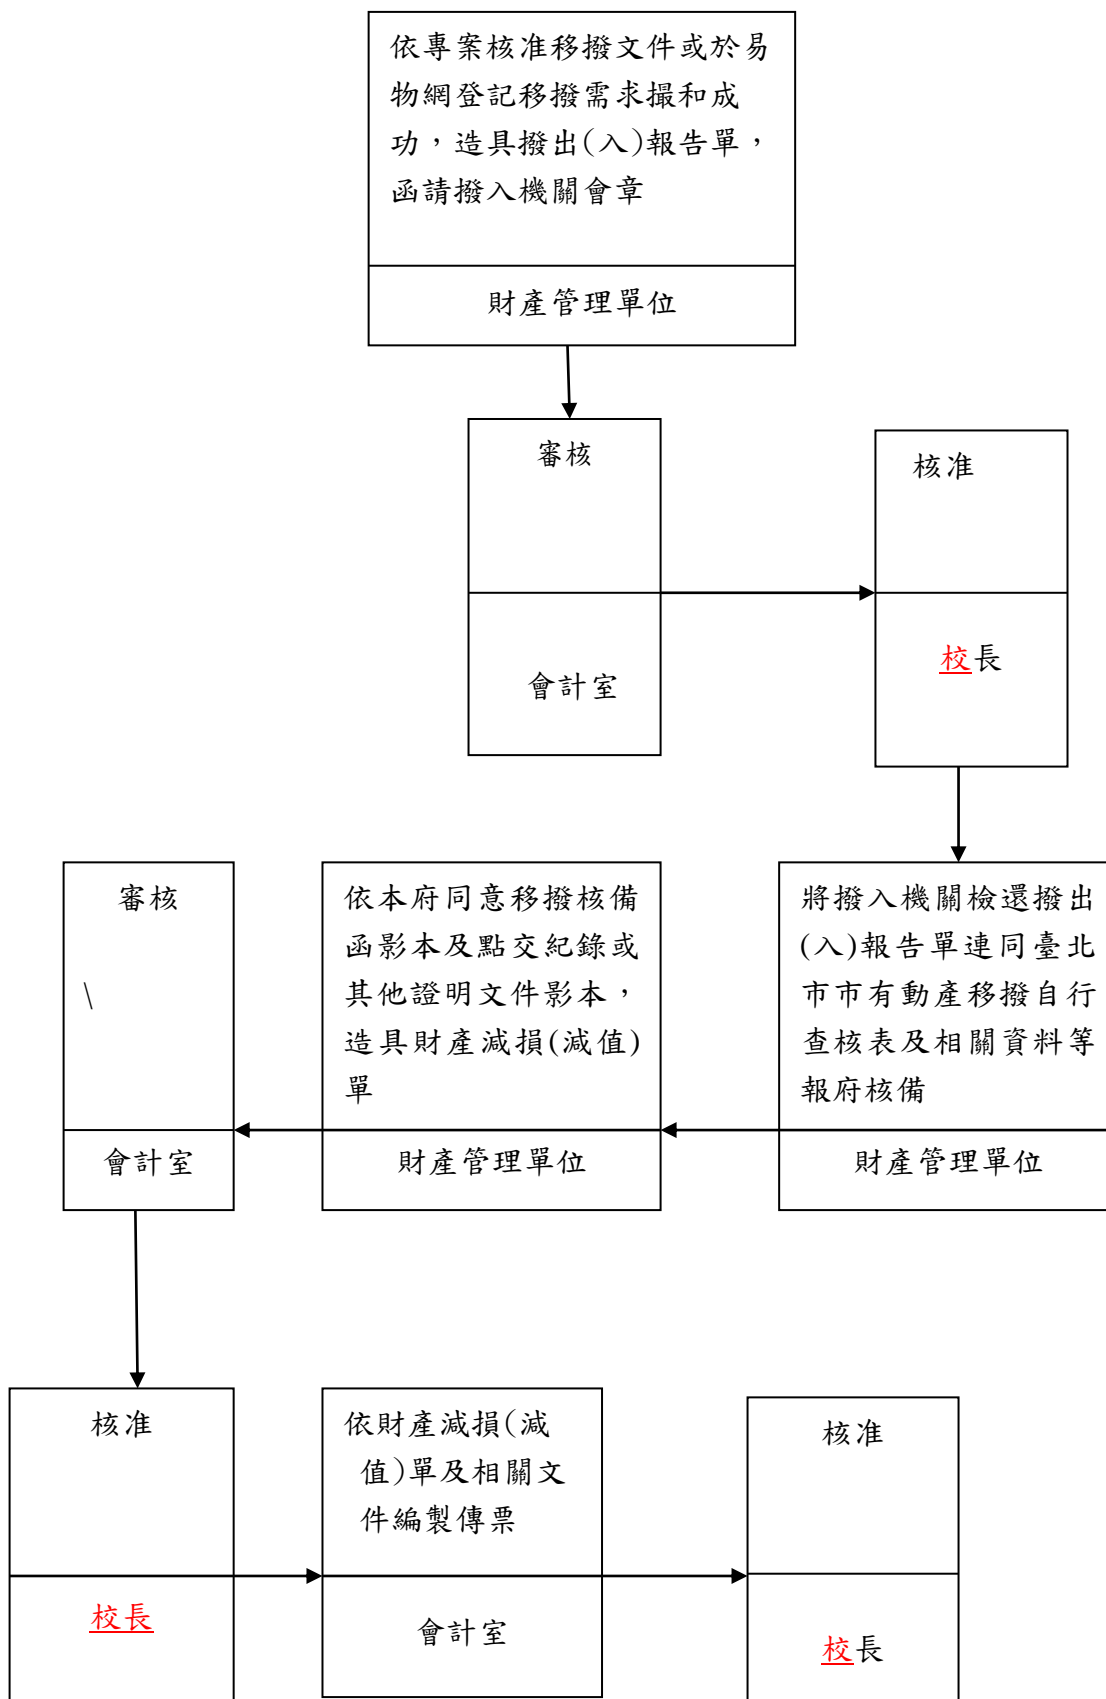 依專案核准移撥文件或於易
物網登記移撥需求撮和成
功，造具撥出(入)報告單，
函請撥入機關會章
財產管理單位
審核
會計室
核准
校長
將撥入機關檢還撥出
(入)報告單連同臺北
市市有動產移撥自行
查核表及相關資料等
報府核備
財產管理單位
依本府同意移撥核備
函影本及點交紀錄或
其他證明文件影本，
造具財產減損(減值)
單
財產管理單位
審核
\
會計室
核准
校長
依財產減損(減
值)單及相關文
件編製傳票
會計室
核准
校長